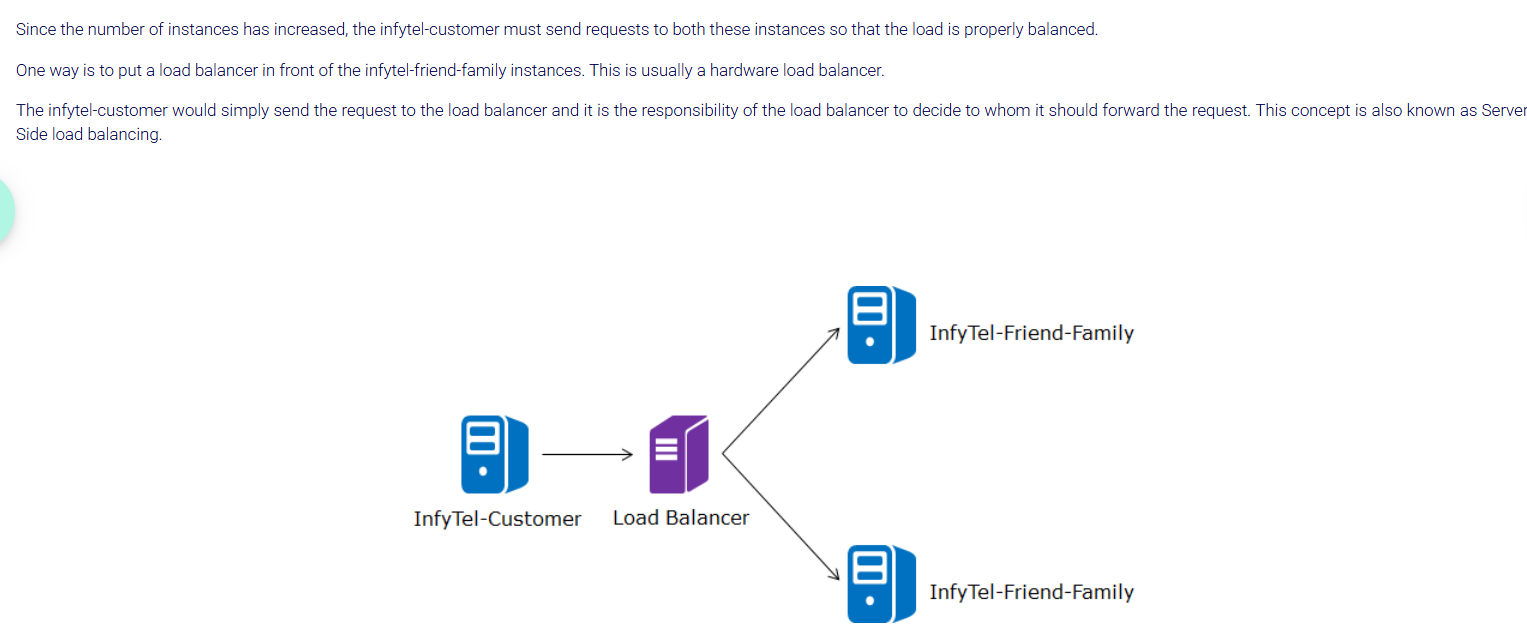 Since the number of instances has increased, the infytel-customer must send requests to both these instances so that the load is properly balanced.
One way is to put a load balancer in front of the infytel-friend-family instances. This is usually a hardware load balancer.
The infytel-customer would simply send the request to the load balancer and it is the responsibility of the load balancer to decide to whom it should forward the request. This concept is also known as Server
Side load balancing.
InfyTel-Friend-Family
InfyTel-Customer
Load Balancer
InfyTel-Friend-Family